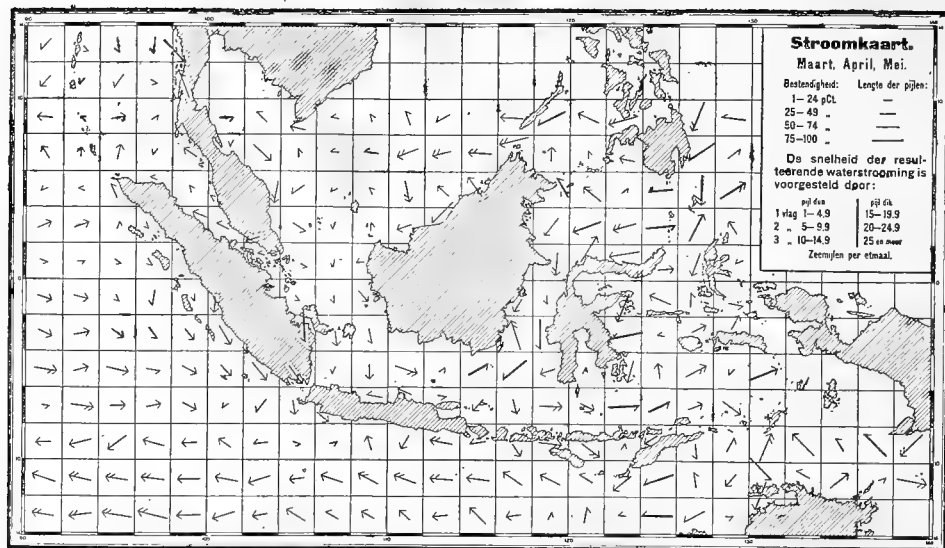 Stroomkaart.
Maart, April, Mei.
Bestendigheid: Lengte der pijlen:
1— 24 pCt.
25— 49 „
50— 74 „
75—100 „
De snelheid der resul-
teerende waterstrooming is
voorgesteld door:
pijl dun pijl dik
1 vlag 1— 4.9 15—19.9
2 „ 5— 9.9 20—24.9
3 „ 10—14.9 25 en meer
Zeemijlen per etmaal.